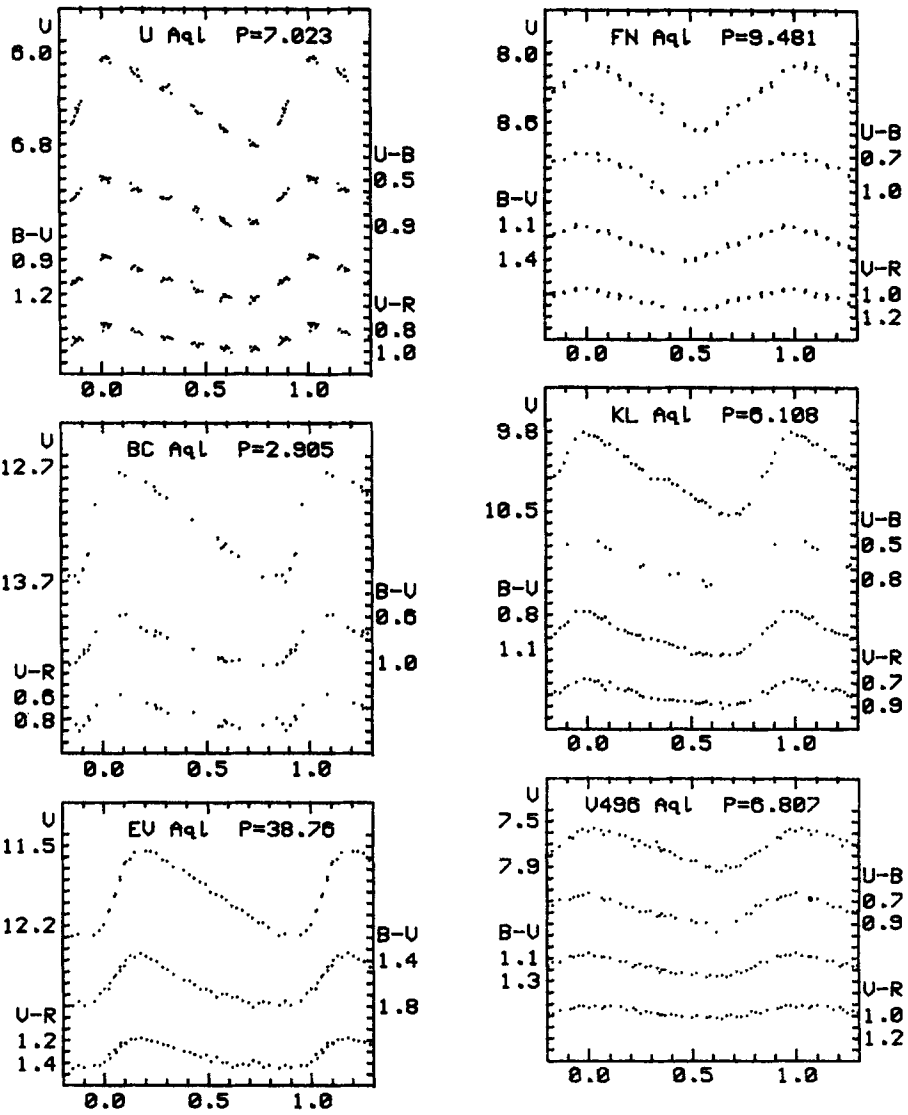 V
U Aql P=7.023
6.0
6.8
U-B
0.5
0.9
B-V
0.9
1.2
V-R
0.8
1.0
0.0 0.5 1.0
V
BC Aql P=2.905
12.7
13.7
B-V
0.6
1.0
V-R
0.6
0.8
0.0 0.5 1.0
V
EV Aql P=38.76
11.5
12.2
B-V
1.4
1.8
V-R
1.2
1.4
0.0 0.5 1.0
V
FN Aql P=9.481
8.0
8.6
U-B
0.7
1.0
B-V
1.1
1.4
V-R
1.0
1.2
0.0 0.5 1.0
V
KL Aql P=6.108
9.8
10.5
U-B
0.5
0.8
B-V
0.8
1.1
V-R
0.7
0.9
0.0 0.5 1.0
V
V496 Aql P=6.807
7.5
7.9
U-B
0.7
0.9
B-V
1.1
1.3
V-R
1.0
1.2
0.0 0.5 1.0